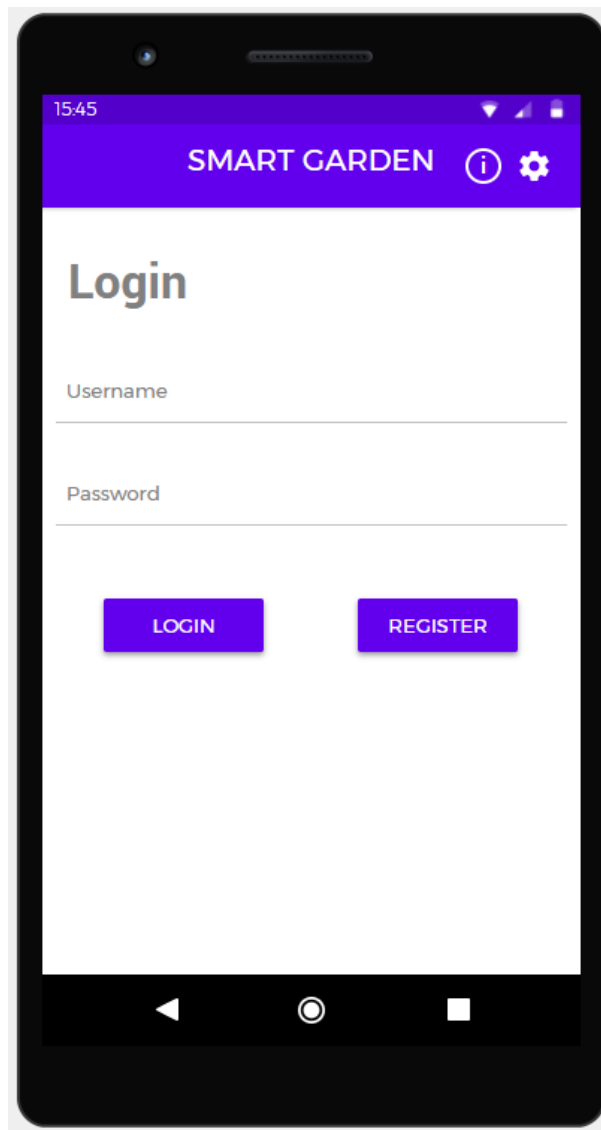 15:45
SMART GARDEN
Login
Username
Password
LOGIN REGISTER